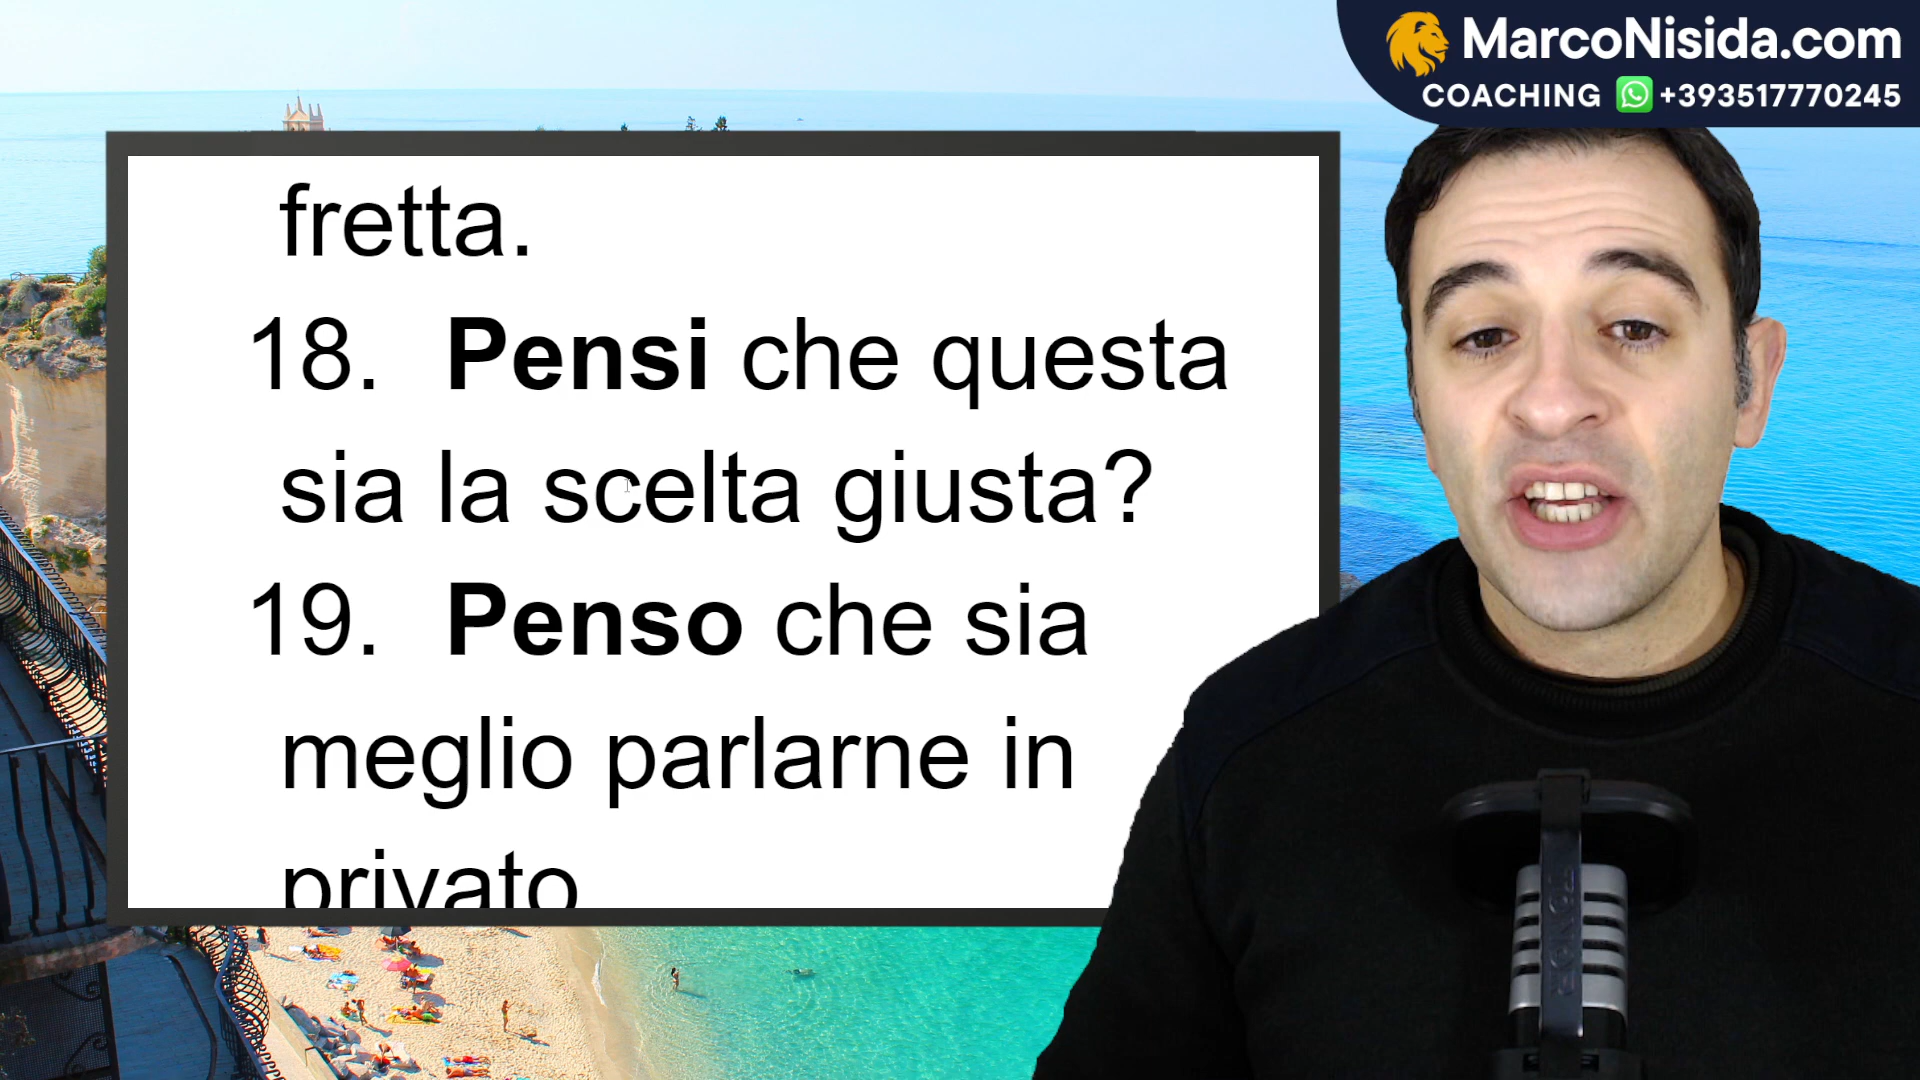 MarcoNisida.com
COACHING +393517770245
fretta.
18. Pensi che questa
sia la scelta giusta?
19. Penso che sia
meglio parlarne in
privato